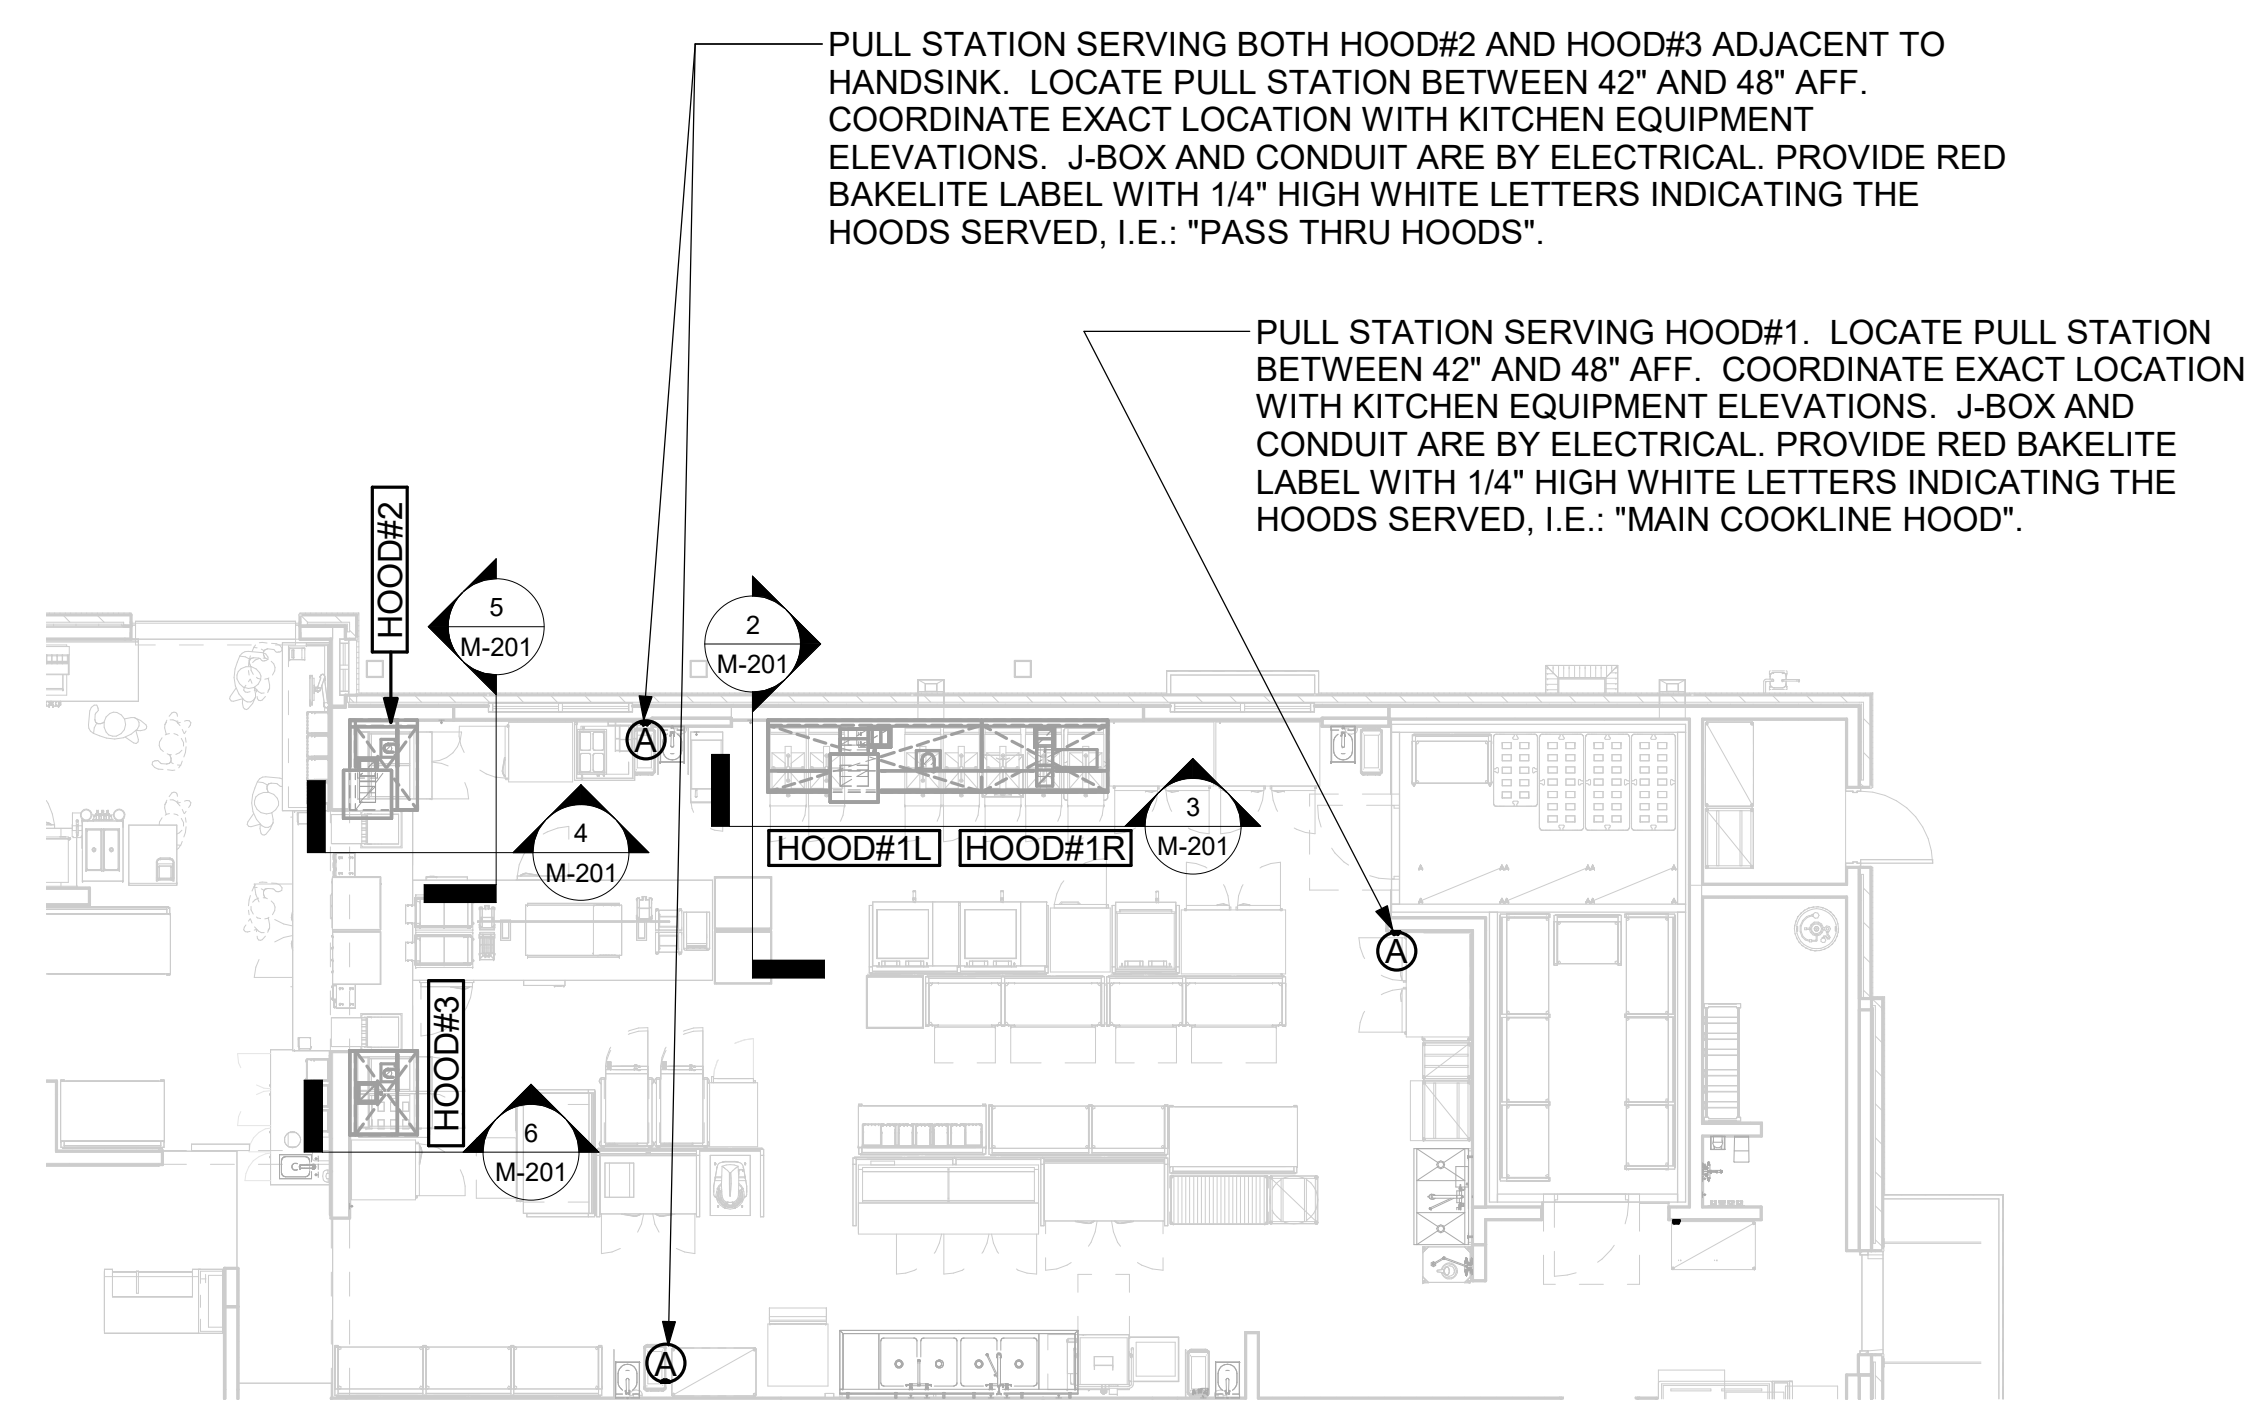 PULL STATION SERVING BOTH HOOD#2 AND HOOD#3 ADJACENT TO
HANDSINK.  LOCATE PULL STATION BETWEEN 42" AND 48" AFF.
COORDINATE EXACT LOCATION WITH KITCHEN EQUIPMENT
ELEVATIONS.  J-BOX AND CONDUIT ARE BY ELECTRICAL. PROVIDE RED
BAKELITE LABEL WITH 1/4" HIGH WHITE LETTERS INDICATING THE
HOODS SERVED, I.E.: "PASS THRU HOODS".
PULL STATION SERVING HOOD#1.  LOCATE PULL STATION
BETWEEN 42" AND 48" AFF.  COORDINATE EXACT LOCATION
WITH KITCHEN EQUIPMENT ELEVATIONS.  J-BOX AND
CONDUIT ARE BY ELECTRICAL. PROVIDE RED BAKELITE
LABEL WITH 1/4" HIGH WHITE LETTERS INDICATING THE
HOODS SERVED, I.E.: "MAIN COOKLINE HOOD".
HOOD#2
5
M-201
2
M-201
A
4
M-201
HOOD#1L
HOOD#1R
3
M-201
A
HOOD#3
6
M-201
A